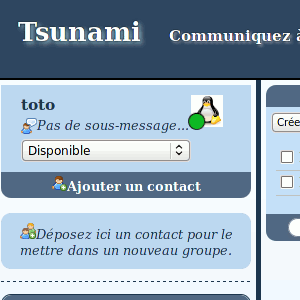 Tsunami
Communiquez à
toto
Pas de sous-message...
Disponible
Ajouter un contact
Déposez ici un contact pour le
mettre dans un nouveau groupe.
Crée